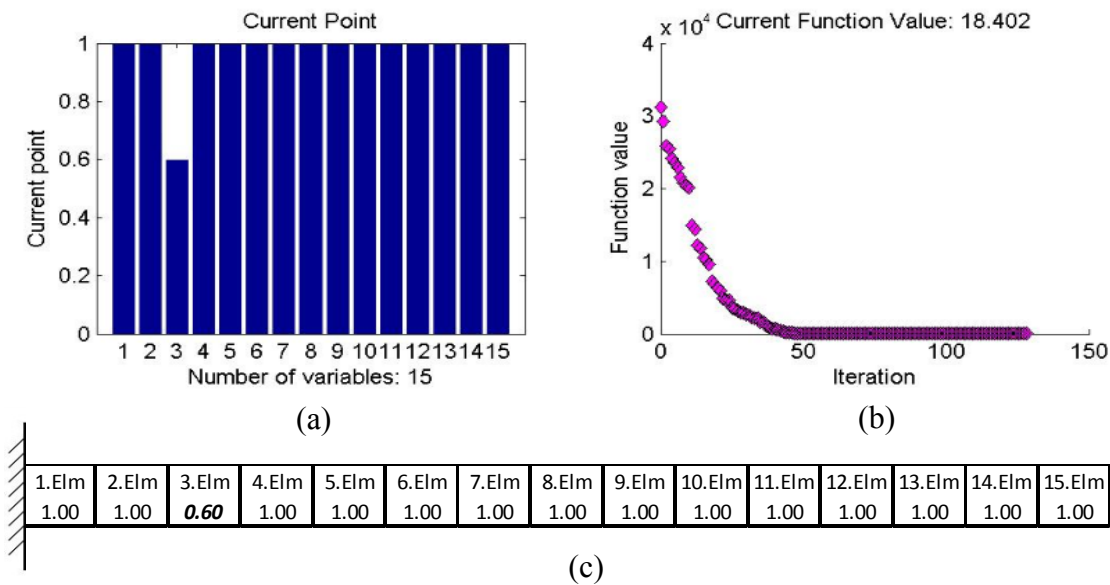 Current Point
1
0.8
0.6
0.4
0.2
0
Current point
1 2 3 4 5 6 7 8 9 10 11 12 13 14 15
Number of variables: 15
(a)
x 10^4 Current Function Value: 18.402
4
3
2
1
0
Function value
0 50 100 150
Iteration
(b)
1.Elm 2.Elm 3.Elm 4.Elm 5.Elm 6.Elm 7.Elm 8.Elm 9.Elm 10.Elm 11.Elm 12.Elm 13.Elm 14.Elm 15.Elm
1.00 1.00 0.60 1.00 1.00 1.00 1.00 1.00 1.00 1.00 1.00 1.00 1.00 1.00 1.00
(c)